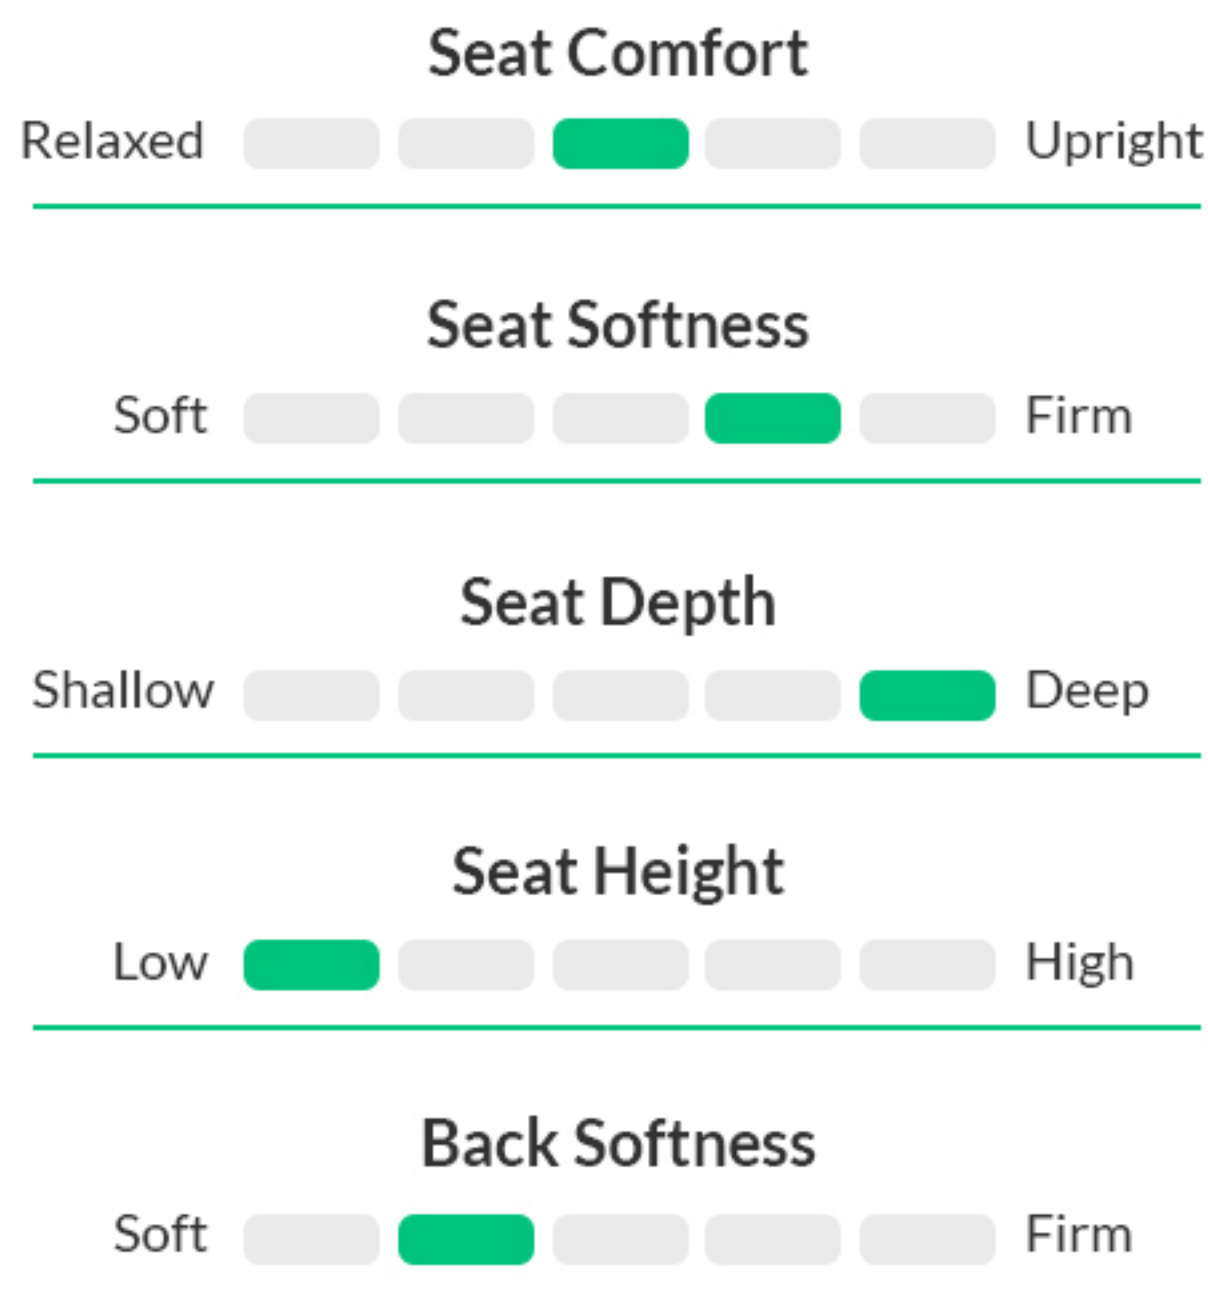 Seat Comfort
Relaxed Upright
Seat Softness
Soft Firm
Seat Depth
Shallow Deep
Seat Height
Low High
Back Softness
Soft Firm